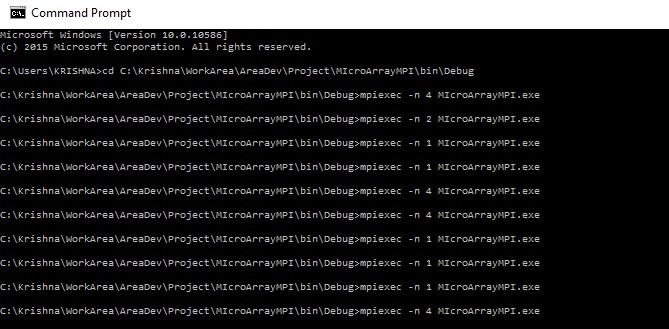 Command Prompt
Microsoft Windows [Version 10.0.10586]
(c) 2015 Microsoft Corporation. All rights reserved.
C:\Users\KRISHNA>cd C:\Krishna\WorkArea\AreaDev\Project\MIcroArrayMPI\bin\Debug
C:\Krishna\WorkArea\AreaDev\Project\MIcroArrayMPI\bin\Debug>mpiexec -n 4 MIcroArrayMPI.exe
C:\Krishna\WorkArea\AreaDev\Project\MIcroArrayMPI\bin\Debug>mpiexec -n 2 MIcroArrayMPI.exe
C:\Krishna\WorkArea\AreaDev\Project\MIcroArrayMPI\bin\Debug>mpiexec -n 1 MIcroArrayMPI.exe
C:\Krishna\WorkArea\AreaDev\Project\MIcroArrayMPI\bin\Debug>mpiexec -n 1 MIcroArrayMPI.exe
C:\Krishna\WorkArea\AreaDev\Project\MIcroArrayMPI\bin\Debug>mpiexec -n 4 MIcroArrayMPI.exe
C:\Krishna\WorkArea\AreaDev\Project\MIcroArrayMPI\bin\Debug>mpiexec -n 4 MIcroArrayMPI.exe
C:\Krishna\WorkArea\AreaDev\Project\MIcroArrayMPI\bin\Debug>mpiexec -n 1 MIcroArrayMPI.exe
C:\Krishna\WorkArea\AreaDev\Project\MIcroArrayMPI\bin\Debug>mpiexec -n 1 MIcroArrayMPI.exe
C:\Krishna\WorkArea\AreaDev\Project\MIcroArrayMPI\bin\Debug>mpiexec -n 1 MIcroArrayMPI.exe
C:\Krishna\WorkArea\AreaDev\Project\MIcroArrayMPI\bin\Debug>mpiexec -n 4 MIcroArrayMPI.exe